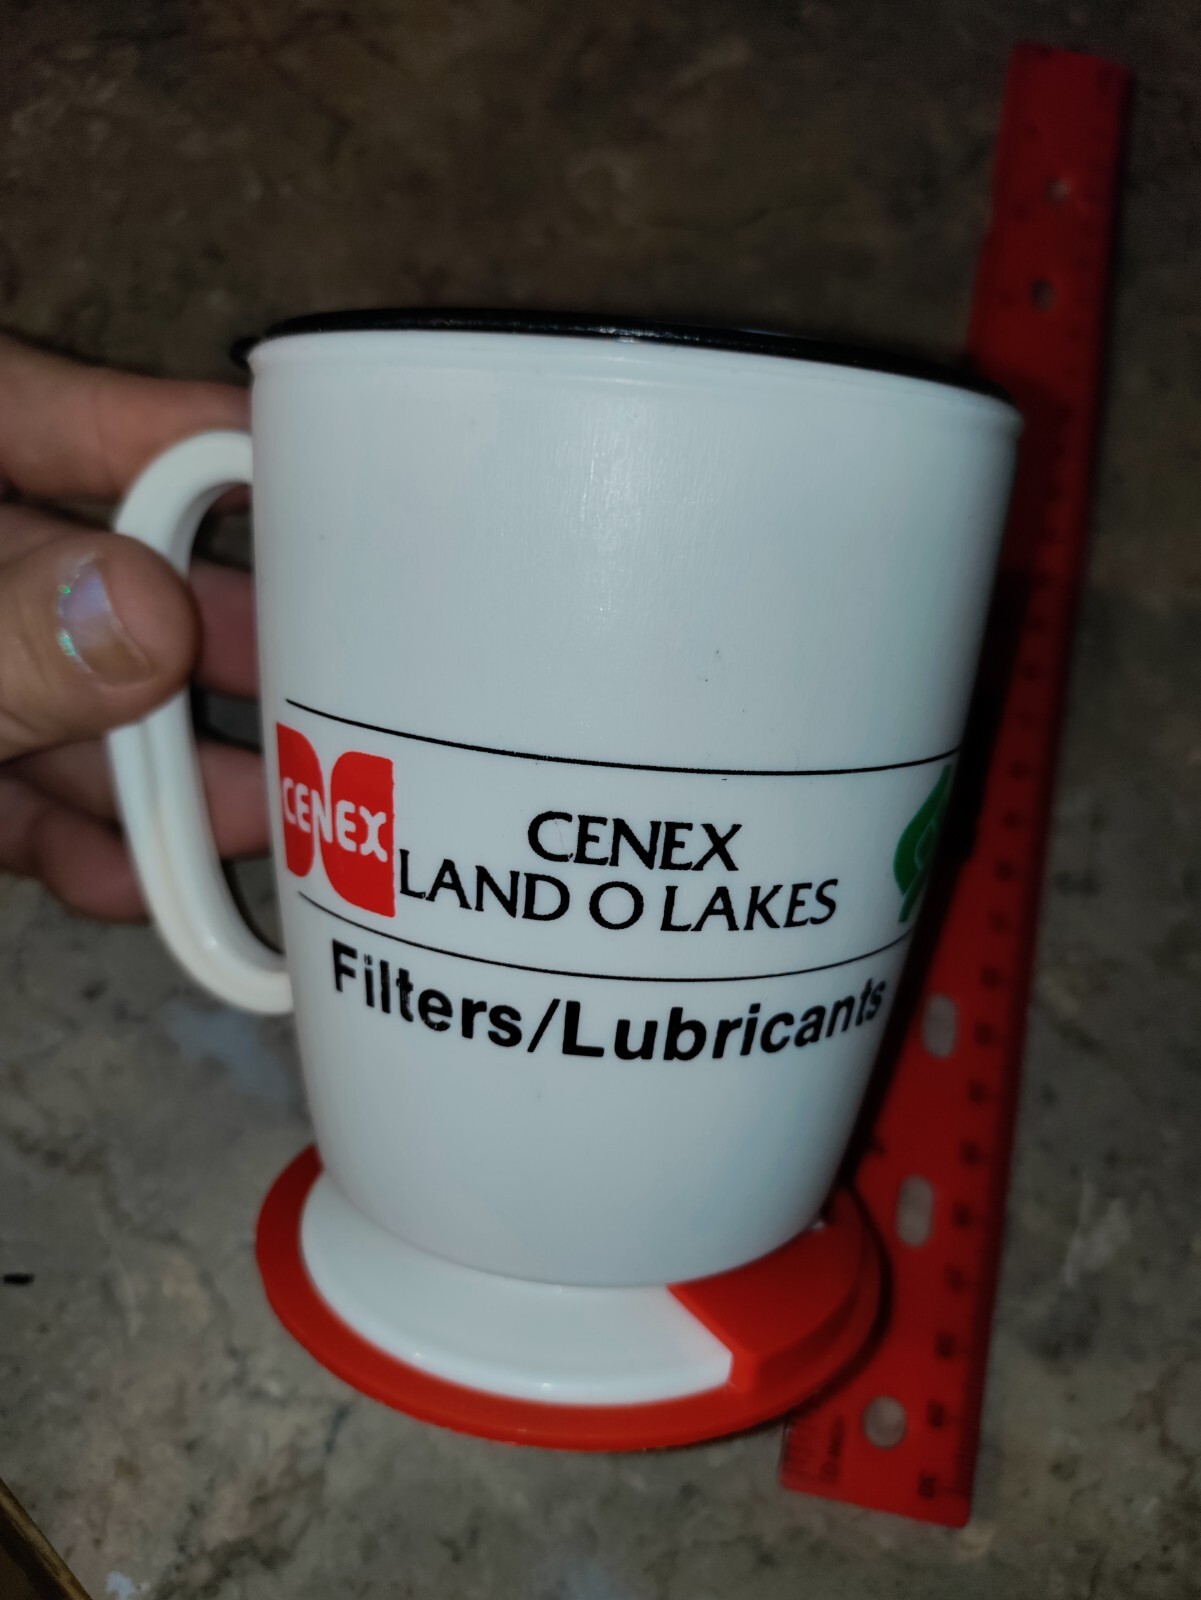 CENEX
CENEX
LAND O LAKES
Filters/Lubricants